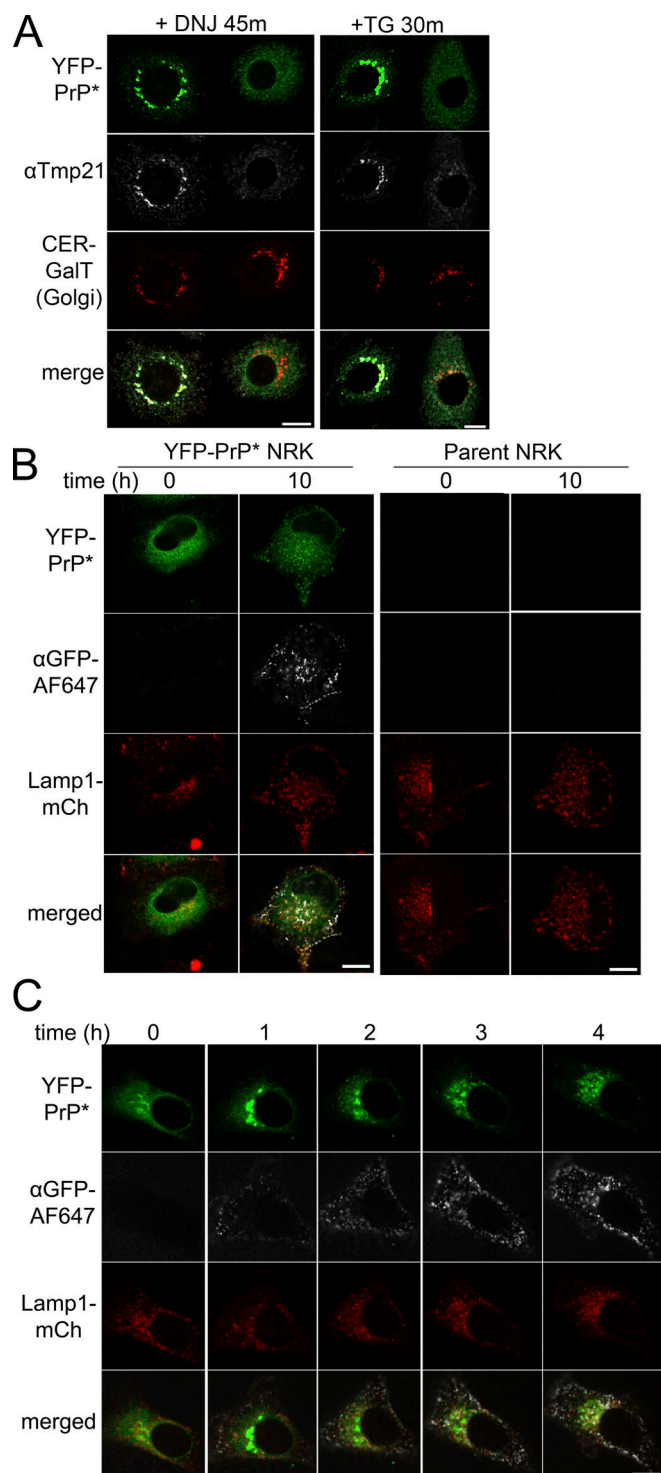 A
+ DNJ 45m
+TG 30m
YFP-
PrP*
αTmp21
CER-
GalT
(Golgi)
merge
B
YFP-PrP* NRK
Parent NRK
time (h)
0
10
0
10
YFP-
PrP*
αGFP-
AF647
Lamp1-
mCh
merged
C
time (h)
0
1
2
3
4
YFP-
PrP*
αGFP-
AF647
Lamp1-
mCh
merged